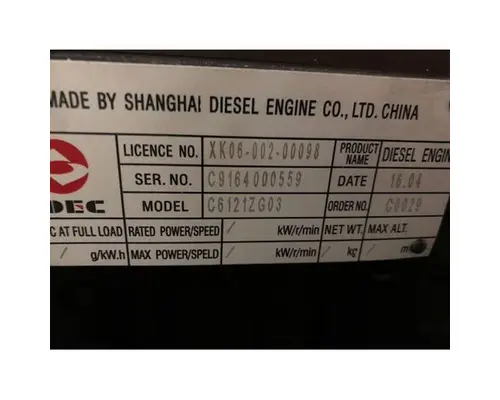 MADE BY SHANGHAI DIESEL ENGINE CO., LTD. CHINA
LICENCE NO. XK06-002-00098 PRODUCT NAME DIESEL ENGIN
SER. NO. C9164000559 DATE 16.04
DEC MODEL C6121ZG03 ORDER NO. C0029
C AT FULL LOAD RATED POWER/SPEED / kW/r/min NET WT. MAX ALT.
/ g/kW.h MAX POWER/SPELD / kW/r/min / kg / m